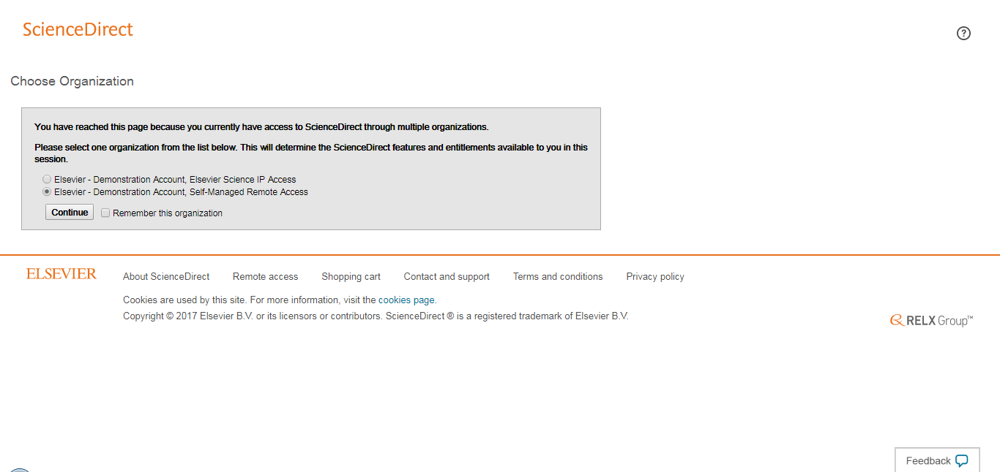 ScienceDirect
?
Choose Organization
You have reached this page because you currently have access to ScienceDirect through multiple organizations.
Please select one organization from the list below. This will determine the ScienceDirect features and entitlements available to you in this
session.
Elsevier - Demonstration Account, Elsevier Science IP Access
Elsevier - Demonstration Account, Self-Managed Remote Access
Continue Remember this organization
ELSEVIER About ScienceDirect Remote access Shopping cart Contact and support Terms and conditions Privacy policy
Cookies are used by this site. For more information, visit the cookies page.
Copyright © 2017 Elsevier B.V. or its licensors or contributors. ScienceDirect ® is a registered trademark of Elsevier B.V.
RELX Group™
Feedback